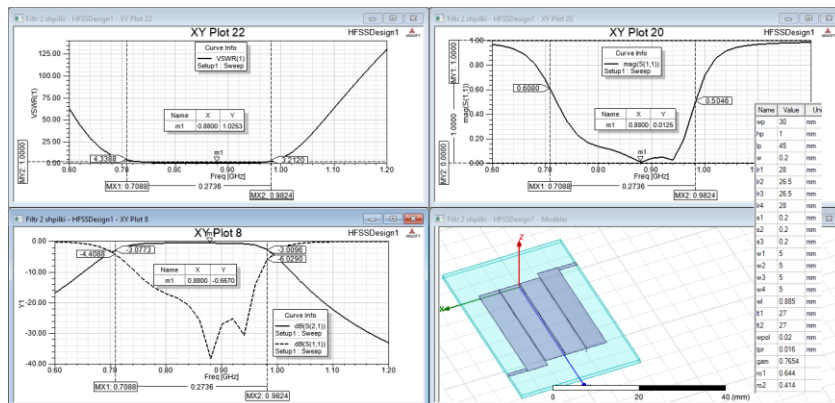 Filtr 2 shpilki - HFSSDesign1 - XY Plot 22
XY Plot 22
HFSSDesign1
ANSOFT
Curve Info
VSWR(1)
Setup1 : Sweep
125.00
100.00
75.00
50.00
25.00
0.00
VSWR(1)
MY2: 1.0000
Name X Y
m1 0.8800 1.0253
m1
4.3388
3.2120
0.60 0.70 0.80 0.90 1.00 1.10 1.20
Freq [GHz]
MX1: 0.7088
0.2736
MX2: 0.9824
Filtr 2 shpilki - HFSSDesign1 - XY Plot 20
XY Plot 20
HFSSDesign1
ANSOFT
Curve Info
mag(S(1,1))
Setup1 : Sweep
MY1: 1.0000
1.0000
MY2: 0.0000
mag(S(1,1))
1.00
0.80
0.60
0.40
0.20
0.00
0.6080
0.5046
Name X Y
m1 0.8800 0.0125
m1
0.60 0.70 0.80 0.90 1.00 1.10
Freq [GHz]
MX1: 0.7088
0.2736
MX2: 0.9824
Filtr 2 shpilki - HFSSDesign1 - XY Plot 8
XY Plot 8
HFSSDesign1
ANSOFT
0.00
-10.00
-20.00
-30.00
-40.00
Y1
-4.4088
-3.0773
-3.0096
-6.0290
Name X Y
m1 0.8800 -0.6570
Curve Info
dB(S(2,1))
Setup1 : Sweep
dB(S(1,1))
Setup1 : Sweep
0.60 0.70 0.80 0.90 1.00 1.10 1.20
Freq [GHz]
MX1: 0.7088
0.2736
MX2: 0.9824
Filtr 2 shpilki - HFSSDesign1 - Modeler
Z
X
0 20 40 (mm)
Name Value Uni
wp 30 mm
hp 1 mm
lp 45 mm
w 0.2 mm
lr1 28 mm
lr2 26.5 mm
lr3 26.5 mm
lr4 28 mm
s1 0.2 mm
s2 0.2 mm
s3 0.2 mm
w1 5 mm
w2 5 mm
w3 5 mm
w4 5 mm
wl 0.885 mm
lt1 27 mm
lt2 27 mm
wpol 0.02 mm
tpr 0.016 mm
gam 0.7654
ro1 0.644
ro2 0.414